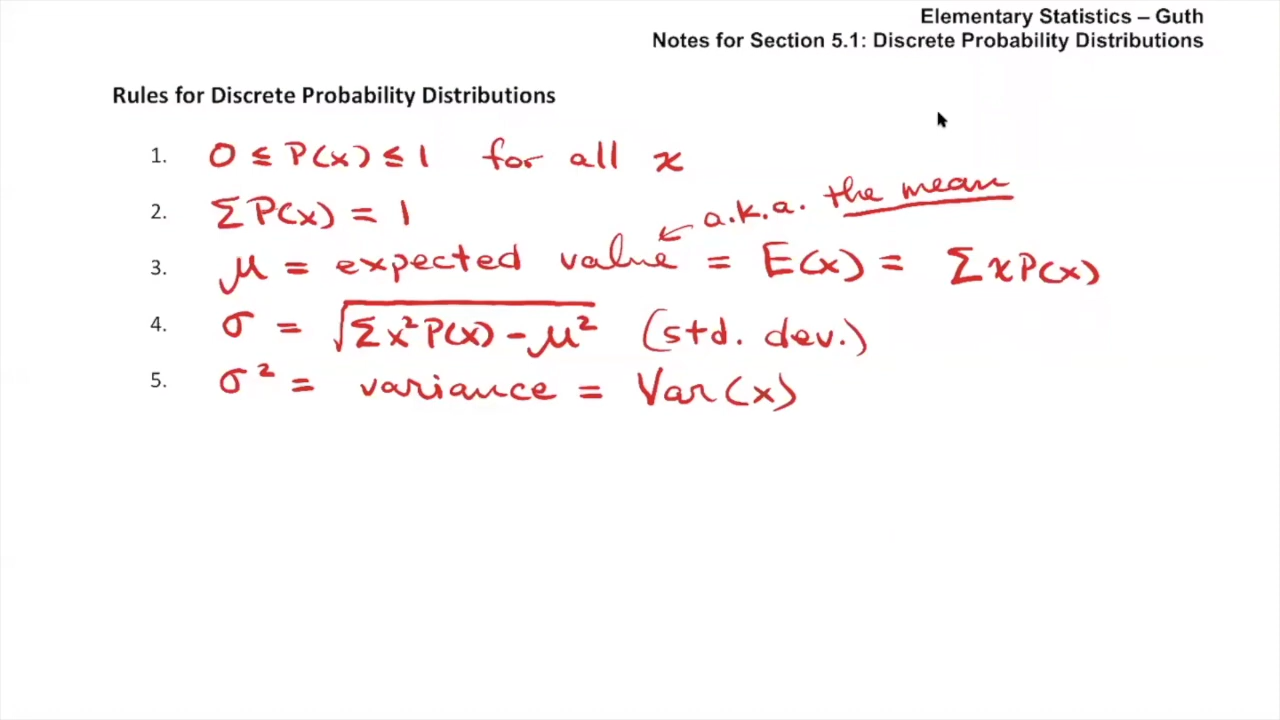 Elementary Statistics – Guth
Notes for Section 5.1: Discrete Probability Distributions
Rules for Discrete Probability Distributions
1. 0 ≤ P(x) ≤ 1 for all x
a.k.a. the mean
2. ΣP(x) = 1
3. μ = expected value = E(x) = ΣxP(x)
4. σ = √(Σx²P(x) - μ²) (std. dev.)
5. σ² = variance = Var(x)